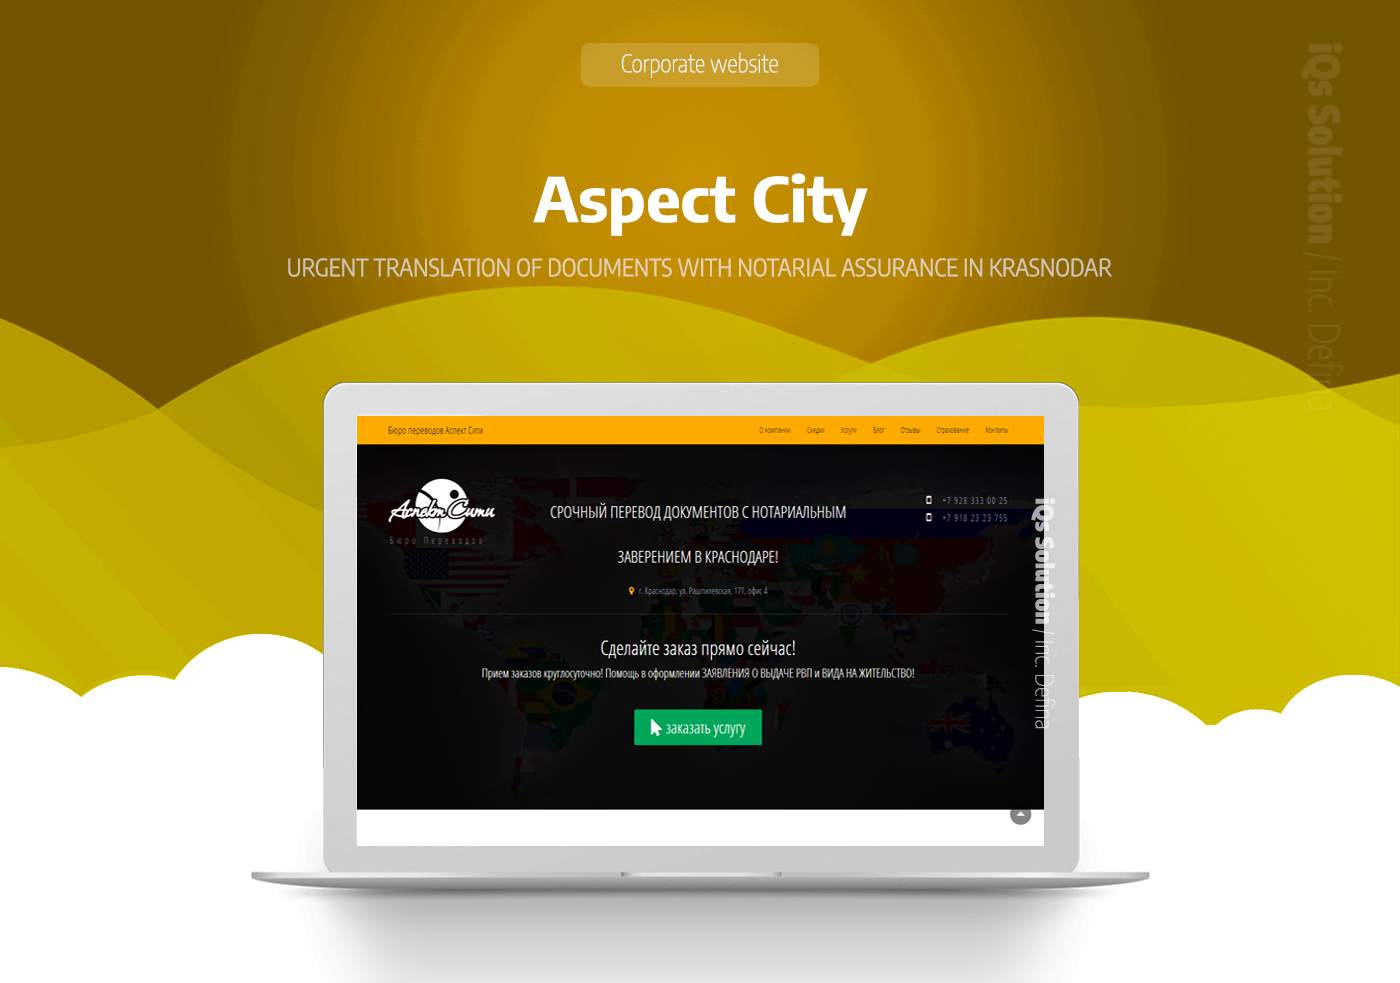 Corporate website
iQs Solution / Inc. Defina
Aspect City
URGENT TRANSLATION OF DOCUMENTS WITH NOTARIAL ASSURANCE IN KRASNODAR
Бюро переводов Аспект Сити
О компании Скидки Услуги Блог Отзывы Страхование Контакты
Аспект Сити
Бюро Переводов
СРОЧНЫЙ ПЕРЕВОД ДОКУМЕНТОВ С НОТАРИАЛЬНЫМ
ЗАВЕРЕНИЕМ В КРАСНОДАРЕ!
+7 928 333 00 25
+7 918 23 23 755
г. Краснодар, ул. Рашпилевская, 171, офис 4
iQs Solution / Inc. Defina
Сделайте заказ прямо сейчас!
Прием заказов круглосуточно! Помощь в оформлении ЗАЯВЛЕНИЯ О ВЫДАЧЕ РВП и ВИДА НА ЖИТЕЛЬСТВО!
заказать услугу